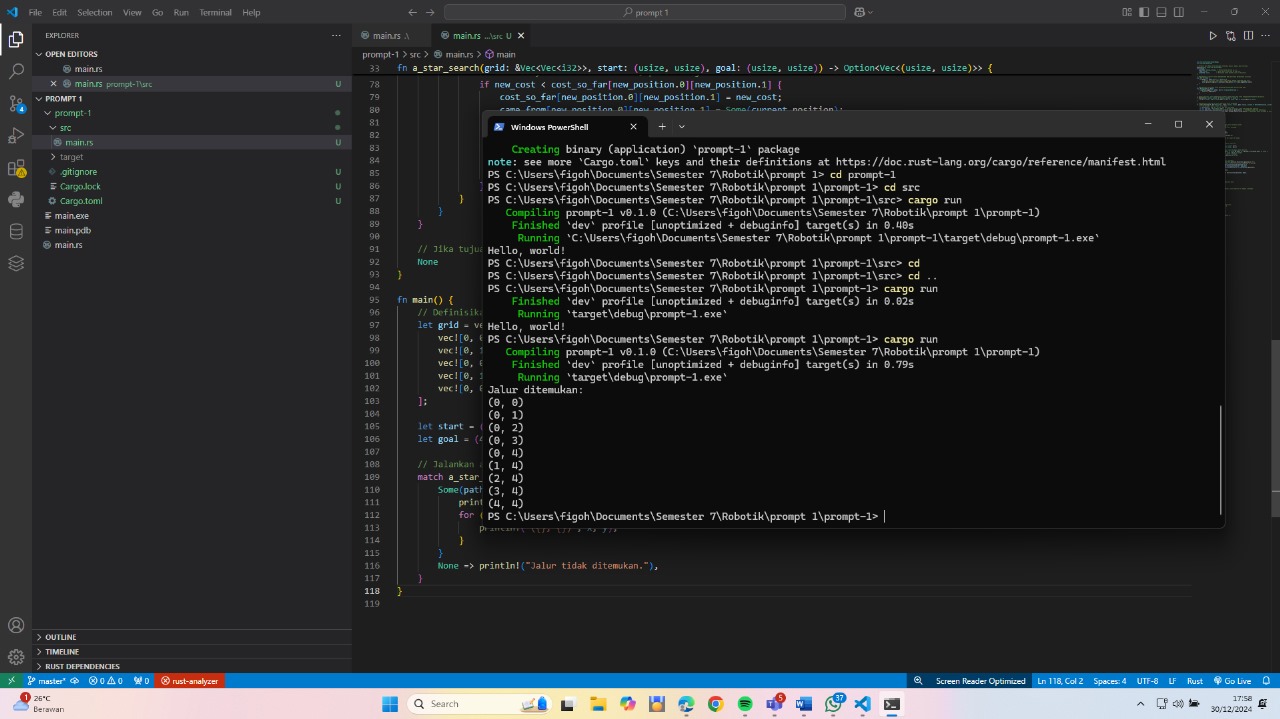 File Edit Selection View Go Run Terminal Help
prompt 1
EXPLORER
OPEN EDITORS
main.rs
main.rs prompt-1\src U
PROMPT 1
prompt-1
src
main.rs U
target
.gitignore U
Cargo.lock U
Cargo.toml U
main.exe
main.pdb
main.rs
OUTLINE
TIMELINE
RUST DEPENDENCIES
main.rs .\
main.rs ...\src U
prompt-1 > src > main.rs > main
33 fn a_star_search(grid: &Vec<Vec<i32>>, start: (usize, usize), goal: (usize, usize)) -> Option<Vec<(usize, usize)>> {
78 if new_cost < cost_so_far[new_position.0][new_position.1] {
79 cost_so_far[new_position.0][new_position.1] = new_cost;
80 came_from[new_position.0][new_position.1] = Some(current_position);
81
82
83
84
85
86 }
87 }
88 }
89 }
90
91 // Jika tujua
92 None
93 }
94
95 fn main() {
96 // Definisika
97 let grid = ve
98 vec![0, 0
99 vec![0, 1
100 vec![0, 0
101 vec![0, 1
102 vec![0, 0
103 ];
104
105 let start = (
106 let goal = (4
107
108 // Jalankan a
109 match a_star_
110 Some(path
111 print
112 for (
113 println!("({}, {})", x, y);
114 }
115 }
116 None => println!("Jalur tidak ditemukan."),
117 }
118 }
119
Windows PowerShell
Creating binary (application) `prompt-1` package
note: see more `Cargo.toml` keys and their definitions at https://doc.rust-lang.org/cargo/reference/manifest.html
PS C:\Users\figoh\Documents\Semester 7\Robotik\prompt 1> cd prompt-1
PS C:\Users\figoh\Documents\Semester 7\Robotik\prompt 1\prompt-1> cd src
PS C:\Users\figoh\Documents\Semester 7\Robotik\prompt 1\prompt-1\src> cargo run
Compiling prompt-1 v0.1.0 (C:\Users\figoh\Documents\Semester 7\Robotik\prompt 1\prompt-1)
Finished `dev` profile [unoptimized + debuginfo] target(s) in 0.40s
Running `C:\Users\figoh\Documents\Semester 7\Robotik\prompt 1\prompt-1\target\debug\prompt-1.exe`
Hello, world!
PS C:\Users\figoh\Documents\Semester 7\Robotik\prompt 1\prompt-1\src> cd
PS C:\Users\figoh\Documents\Semester 7\Robotik\prompt 1\prompt-1\src> cd ..
PS C:\Users\figoh\Documents\Semester 7\Robotik\prompt 1\prompt-1> cargo run
Finished `dev` profile [unoptimized + debuginfo] target(s) in 0.02s
Running `target\debug\prompt-1.exe`
Hello, world!
PS C:\Users\figoh\Documents\Semester 7\Robotik\prompt 1\prompt-1> cargo run
Compiling prompt-1 v0.1.0 (C:\Users\figoh\Documents\Semester 7\Robotik\prompt 1\prompt-1)
Finished `dev` profile [unoptimized + debuginfo] target(s) in 0.79s
Running `target\debug\prompt-1.exe`
Jalur ditemukan:
(0, 0)
(0, 1)
(0, 2)
(0, 3)
(0, 4)
(1, 4)
(2, 4)
(3, 4)
(4, 4)
PS C:\Users\figoh\Documents\Semester 7\Robotik\prompt 1\prompt-1>
master* 0 0 0 rust-analyzer
Screen Reader Optimized Ln 118, Col 2 Spaces: 4 UTF-8 LF Rust Go Live
1
26°C
Berawan
Search
5
37
17:58
30/12/2024